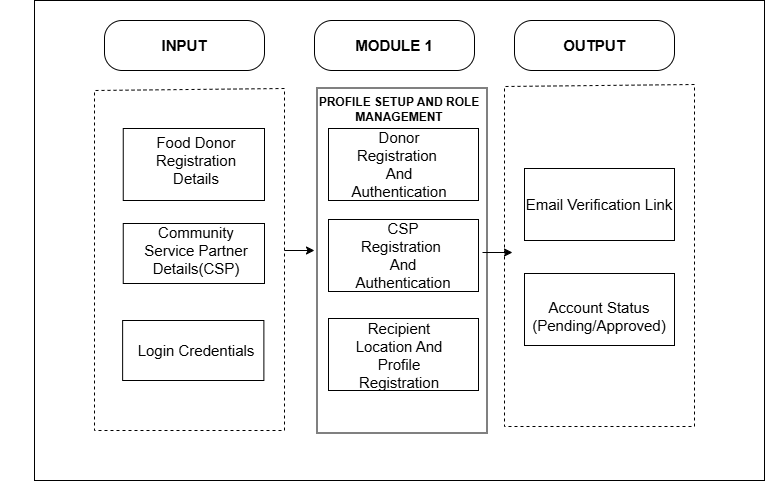 INPUT
MODULE 1
OUTPUT
Food Donor
Registration
Details
Community
Service Partner
Details(CSP)
Login Credentials
PROFILE SETUP AND ROLE
MANAGEMENT
Donor
Registration
And
Authentication
CSP
Registration
And
Authentication
Recipient
Location And
Profile
Registration
Email Verification Link
Account Status
(Pending/Approved)